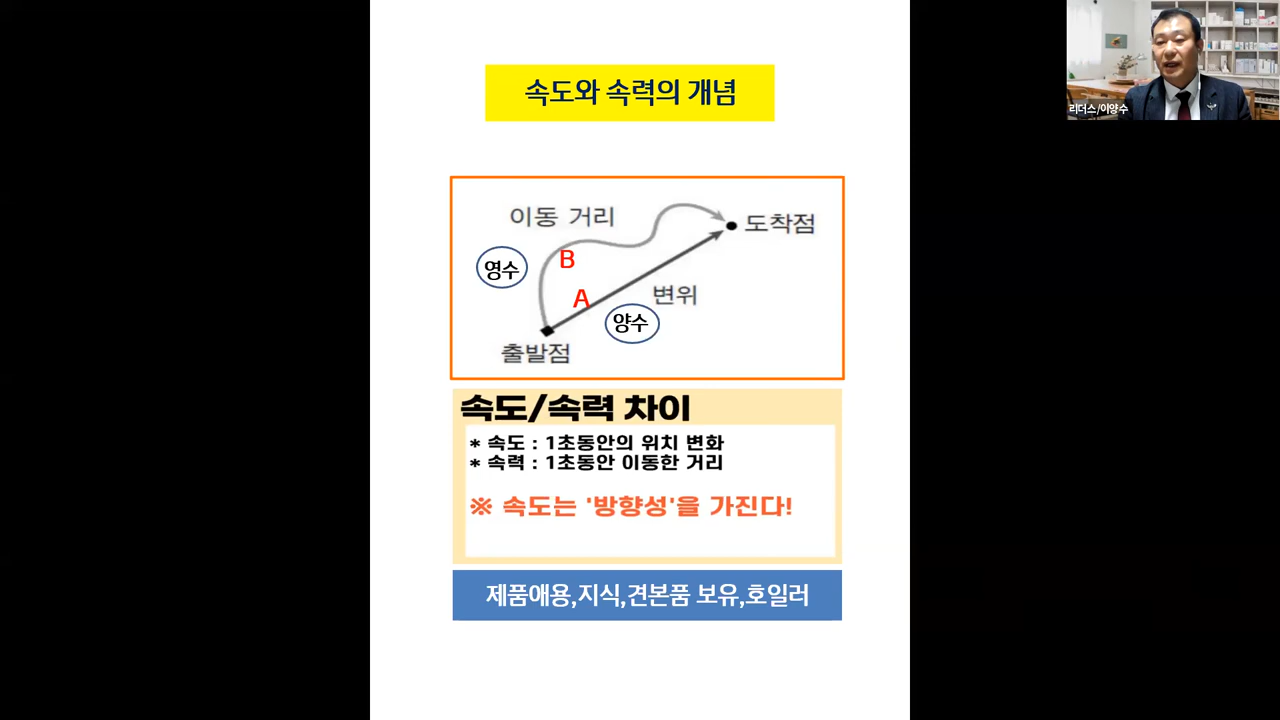 속도와 속력의 개념
리더스/이양수
이동 거리
도착점
B
영수
A
변위
양수
출발점
속도/속력 차이
* 속도 : 1초동안의 위치 변화
* 속력 : 1초동안 이동한 거리
※ 속도는 '방향성'을 가진다!
제품애용,지식,견본품 보유,호일러